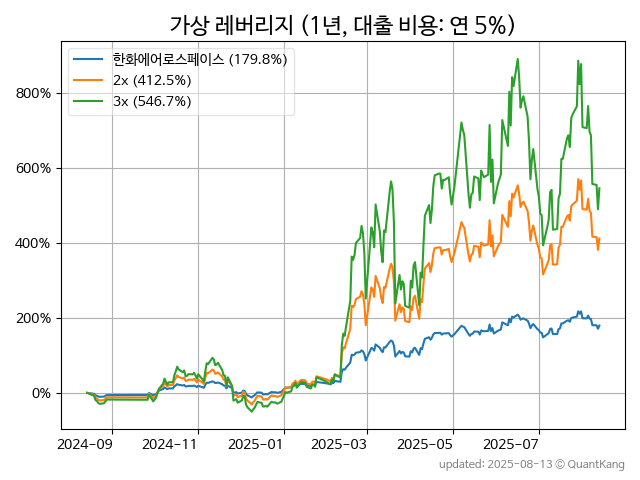 가상 레버리지 (1년, 대출 비용: 연 5%)
한화에어로스페이스 (179.8%)
2x (412.5%)
3x (546.7%)
800%
600%
400%
200%
0%
2024-09 2024-11 2025-01 2025-03 2025-05 2025-07
updated: 2025-08-13 © QuantKang